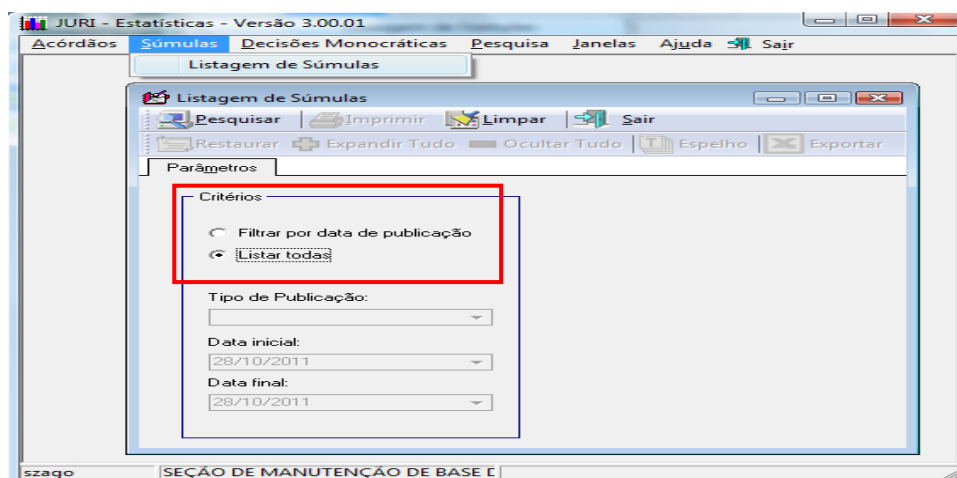 JURI - Estatísticas - Versão 3.00.01
Acórdãos Súmulas Decisões Monocráticas Pesquisa Janelas Ajuda Sair
Listagem de Súmulas
Listagem de Súmulas
Pesquisar Imprimir Limpar Sair
Restaurar Expandir Tudo Ocultar Tudo Espelho Exportar
Parâmetros
Critérios
Filtrar por data de publicação
Listar todas
Tipo de Publicação:
Data inicial:
28/10/2011
Data final:
28/10/2011
szago SEÇÃO DE MANUTENÇÃO DE BASE D